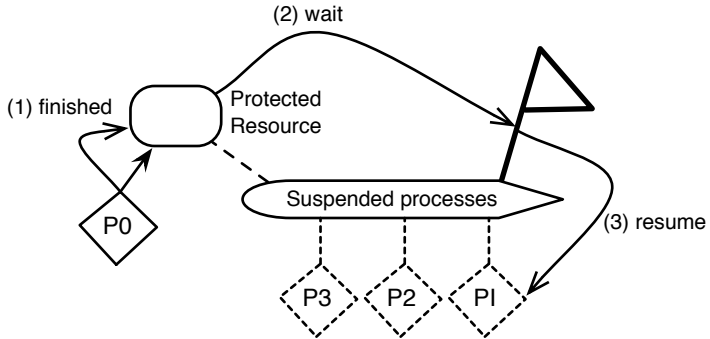 (2) wait
(1) finished
Protected
Resource
Suspended processes
P0
(3) resume
P3
P2
PI